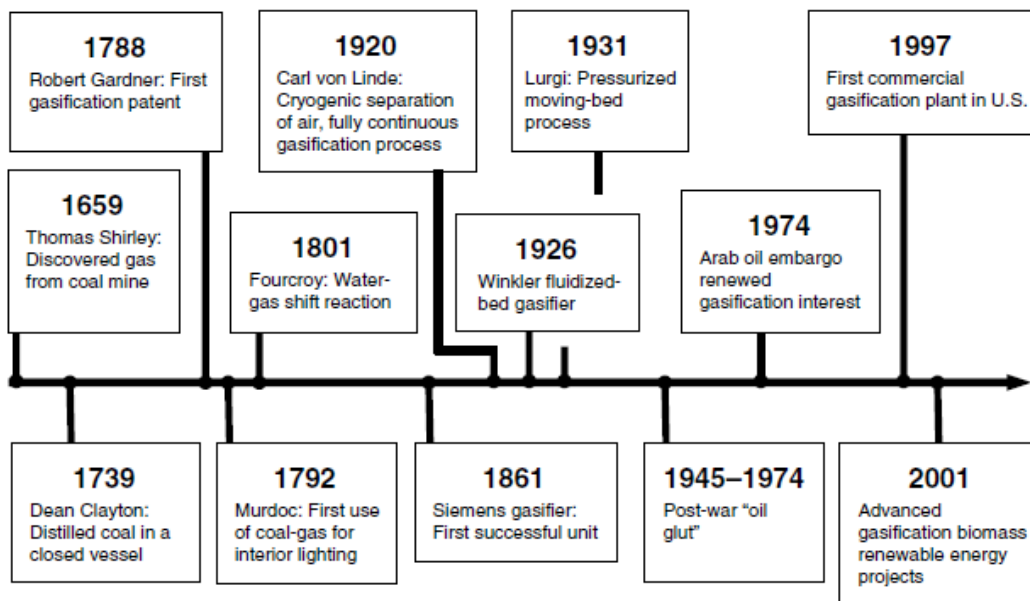 1788
Robert Gardner: First
gasification patent
1920
Carl von Linde:
Cryogenic separation
of air, fully continuous
gasification process
1931
Lurgi: Pressurized
moving-bed
process
1997
First commercial
gasification plant in U.S.
1659
Thomas Shirley:
Discovered gas
from coal mine
1801
Fourcroy: Water-
gas shift reaction
1926
Winkler fluidized-
bed gasifier
1974
Arab oil embargo
renewed
gasification interest
1739
Dean Clayton:
Distilled coal in a
closed vessel
1792
Murdoc: First use
of coal-gas for
interior lighting
1861
Siemens gasifier:
First successful unit
1945–1974
Post-war “oil
glut”
2001
Advanced
gasification biomass
renewable energy
projects